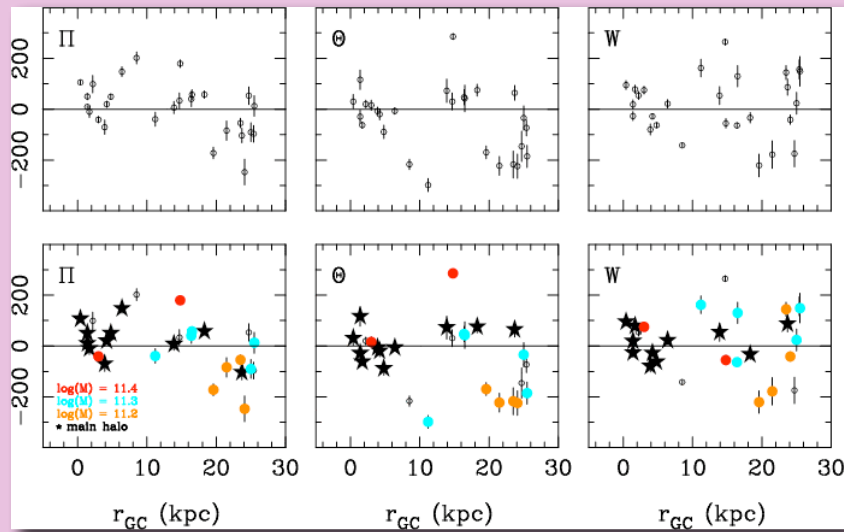 Π
Θ
W
200
0
−200
Π
Θ
W
200
0
−200
log(M) = 11.4
log(M) = 11.3
log(M) = 11.2
★ main halo
0 10 20 30
0 10 20 30
0 10 20 30
r_GC (kpc)
r_GC (kpc)
r_GC (kpc)